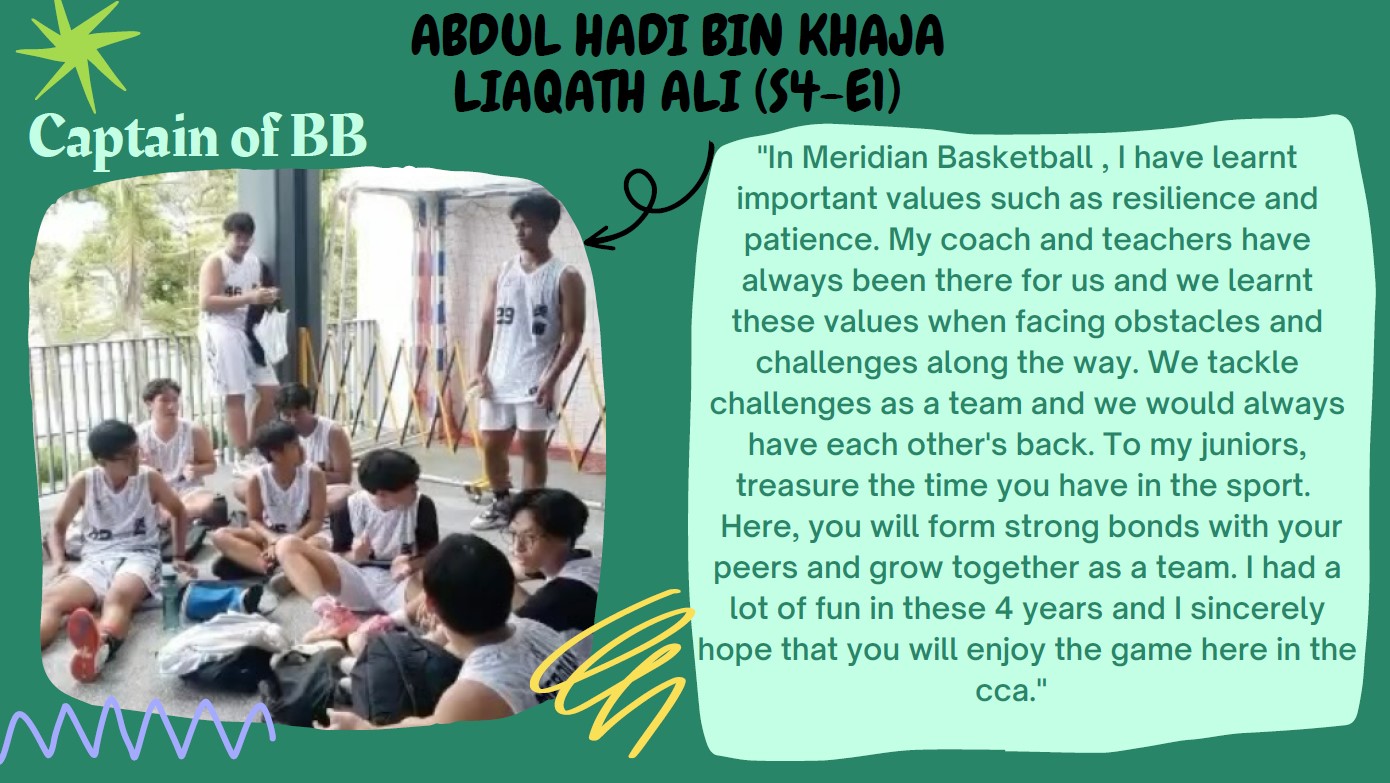 ABDUL HADI BIN KHAJA
LIAQATH ALI (S4-E1)
Captain of BB
"In Meridian Basketball , I have learnt
important values such as resilience and
patience. My coach and teachers have
always been there for us and we learnt
these values when facing obstacles and
challenges along the way. We tackle
challenges as a team and we would always
have each other's back. To my juniors,
treasure the time you have in the sport.
Here, you will form strong bonds with your
peers and grow together as a team. I had a
lot of fun in these 4 years and I sincerely
hope that you will enjoy the game here in the
cca."
46
29